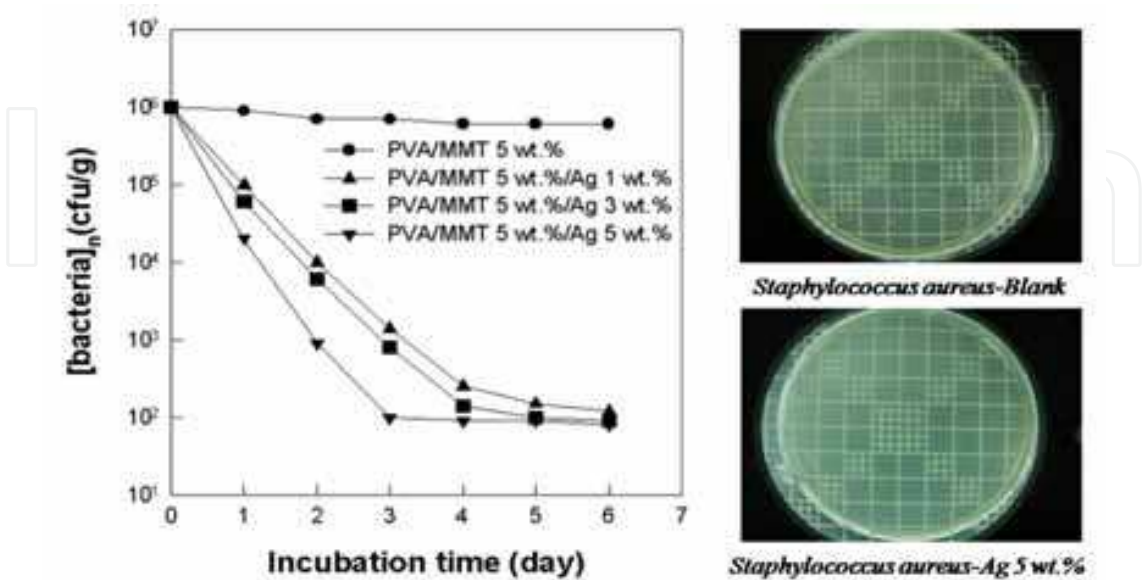 10⁷
10⁶
10⁵
10⁴
10³
10²
10¹
[bacteria]ₙ(cfu/g)
PVA/MMT 5 wt.%
PVA/MMT 5 wt.%/Ag 1 wt.%
PVA/MMT 5 wt.%/Ag 3 wt.%
PVA/MMT 5 wt.%/Ag 5 wt.%
0 1 2 3 4 5 6 7
Incubation time (day)
Staphylococcus aureus-Blank
Staphylococcus aureus-Ag 5 wt.%